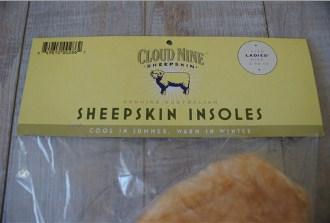 CLOUD NINE
SHEEPSKIN
GENUINE AUSTRALIAN
SHEEPSKIN INSOLES
COOL IN SUMMER, WARM IN WINTER
LADIES